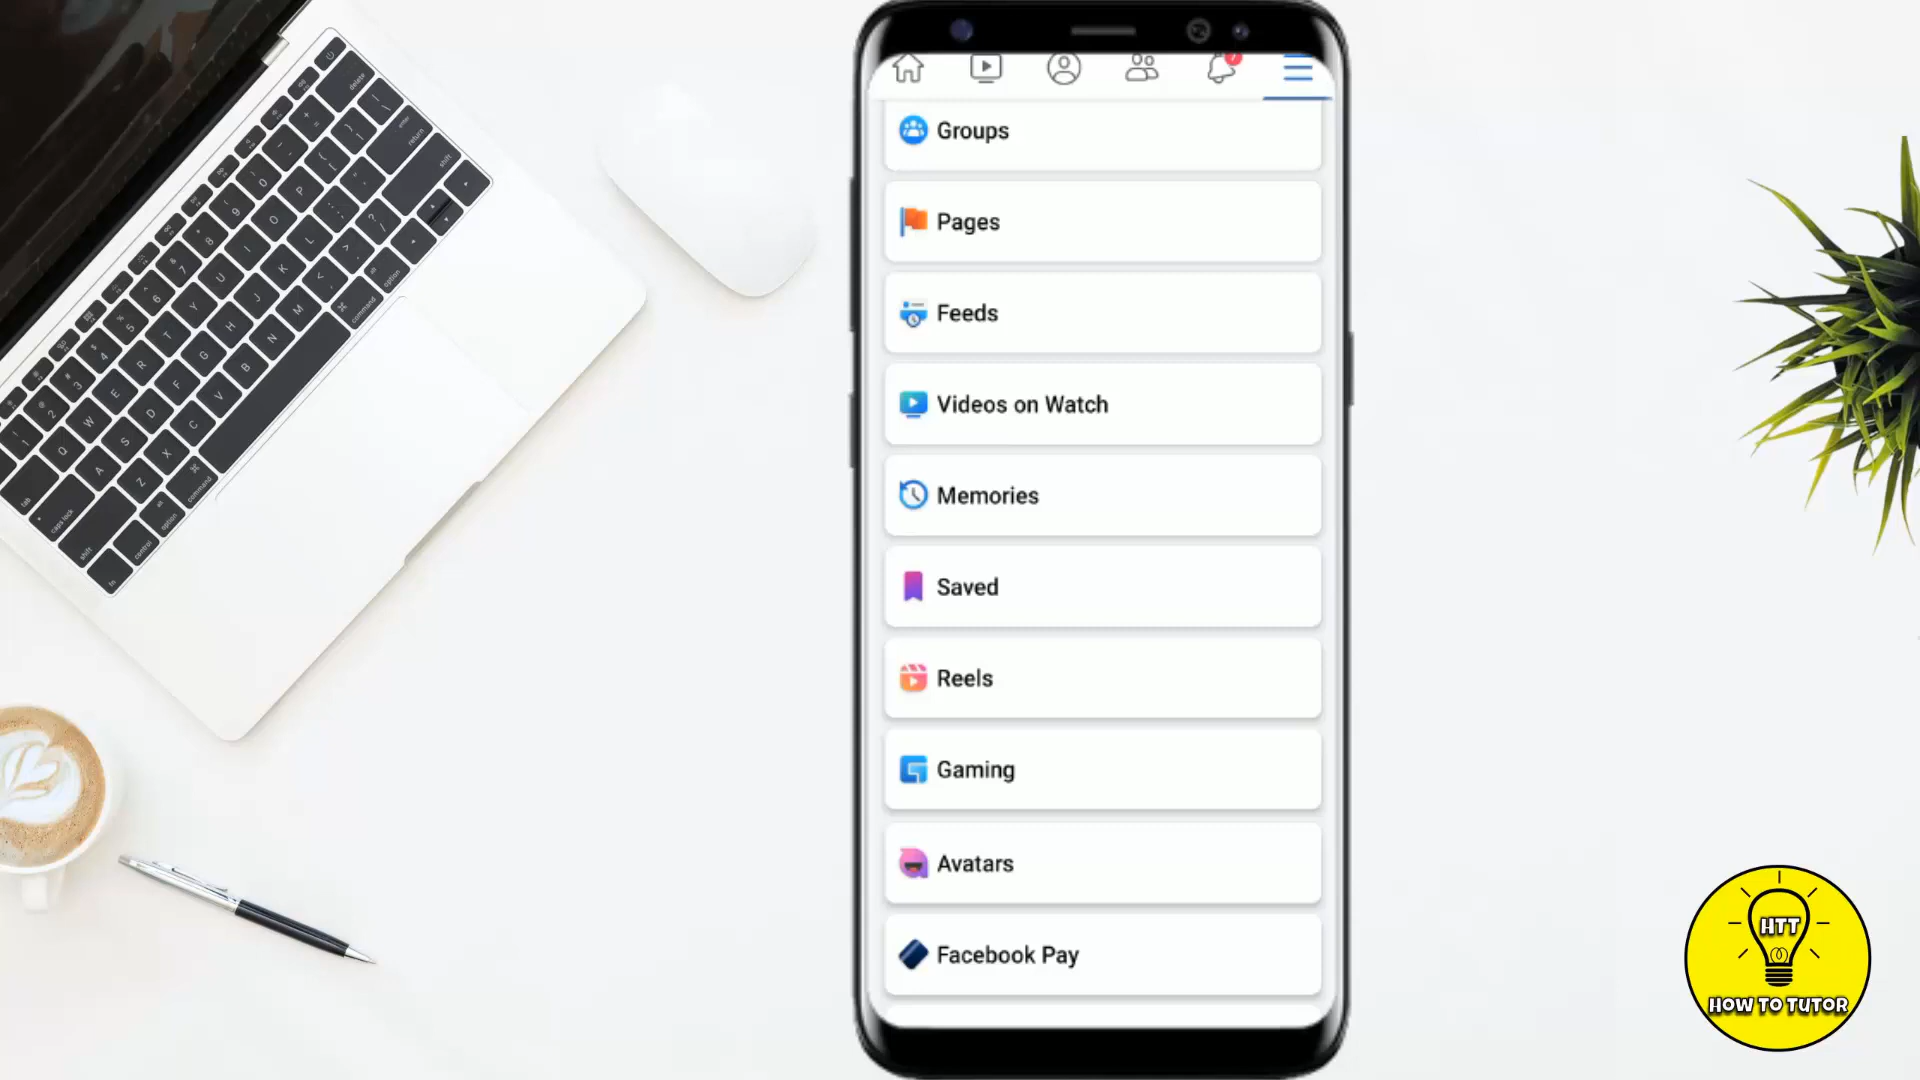 Groups
Pages
Feeds
Videos on Watch
Memories
Saved
Reels
Gaming
Avatars
Facebook Pay
HTT
HOW TO TUTOR